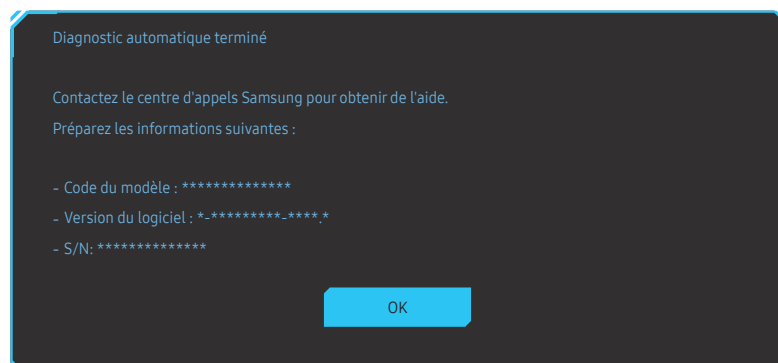 Diagnostic automatique terminé
Contactez le centre d'appels Samsung pour obtenir de l'aide.
Préparez les informations suivantes :
- Code du modèle : **************
- Version du logiciel : *-*********-****.*
- S/N: **************
OK